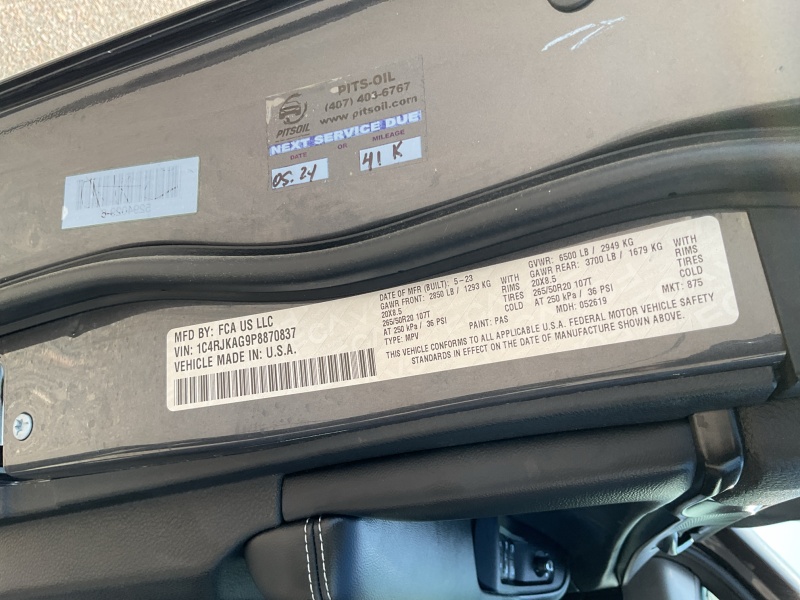 PITS-OIL
(407) 403-6767
www.pitsoil.com
PITSOIL
NEXT SERVICE DUE
DATE OR MILEAGE
05.24 41 K
MFD BY: FCA US LLC
VIN: 1C4RJKAG9P8870837
VEHICLE MADE IN: U.S.A.
DATE OF MFR (BUILT): 5-23 GVWR: 6500 LB / 2949 KG
GAWR FRONT: 2850 LB / 1293 KG WITH GAWR REAR: 3700 LB / 1679 KG WITH
20X8.5 RIMS 20X8.5 RIMS
265/50R20 107T TIRES 265/50R20 107T TIRES
AT 250 kPa / 36 PSI COLD AT 250 kPa / 36 PSI COLD
TYPE: MPV PAINT: PAS MDH: 052619 MKT: 875
THIS VEHICLE CONFORMS TO ALL APPLICABLE U.S.A. FEDERAL MOTOR VEHICLE SAFETY
STANDARDS IN EFFECT ON THE DATE OF MANUFACTURE SHOWN ABOVE.